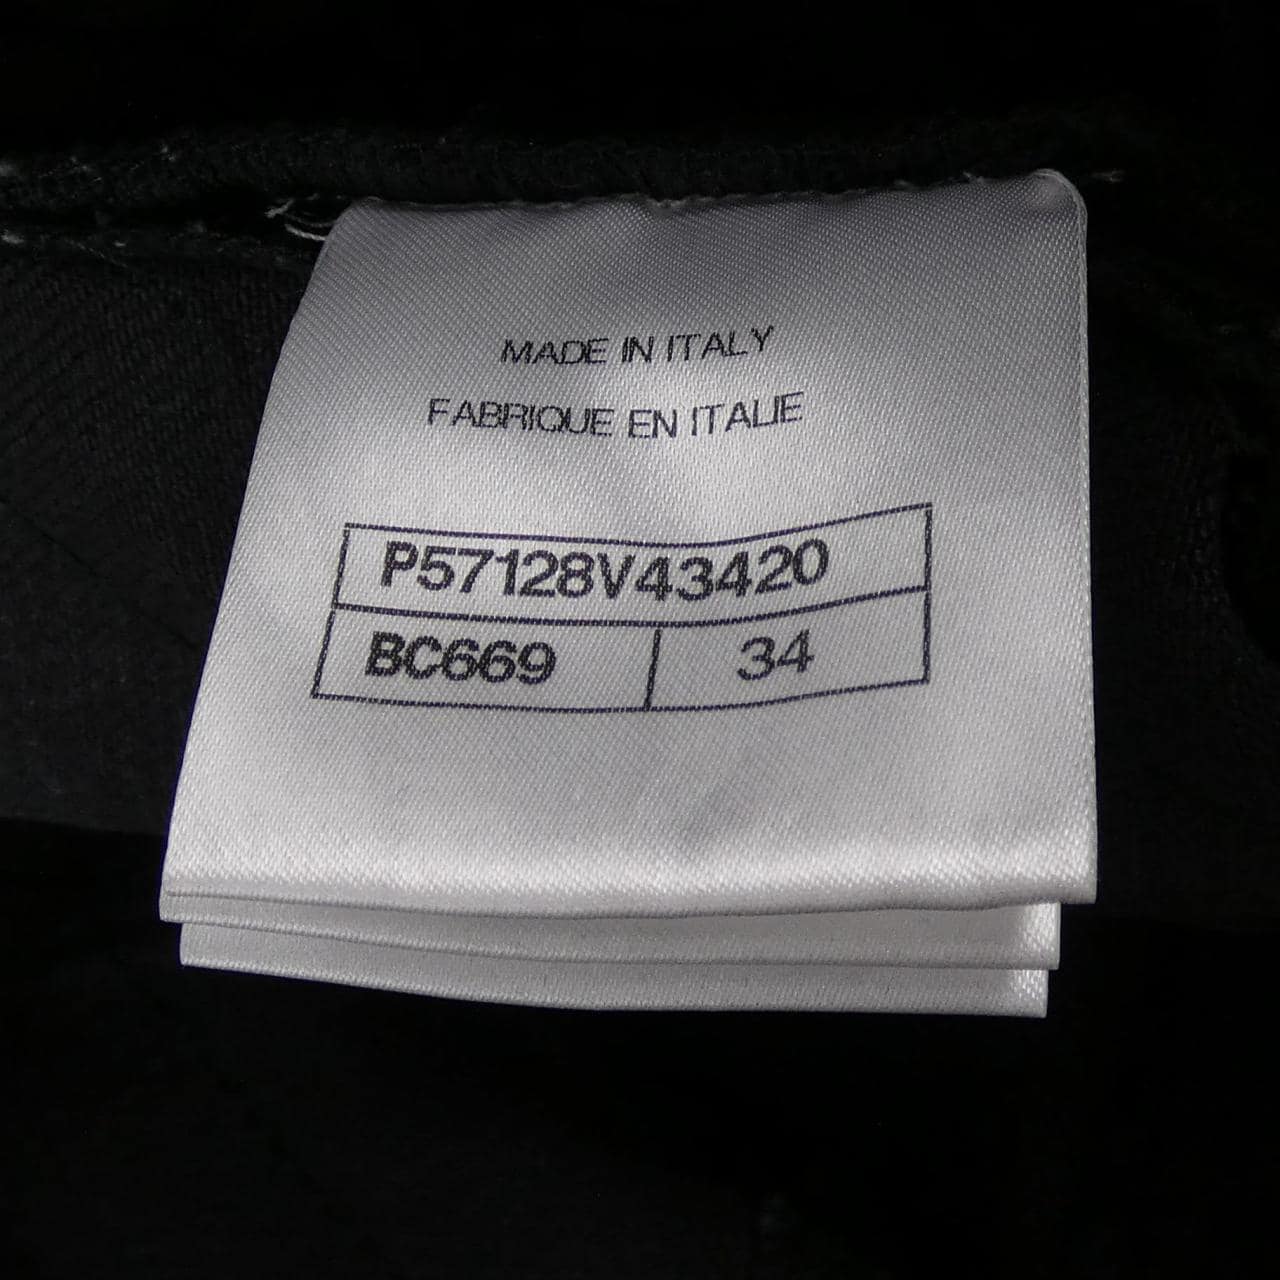 MADE IN ITALY
FABRIQUE EN ITALIE
P57128V43420
BC669 34